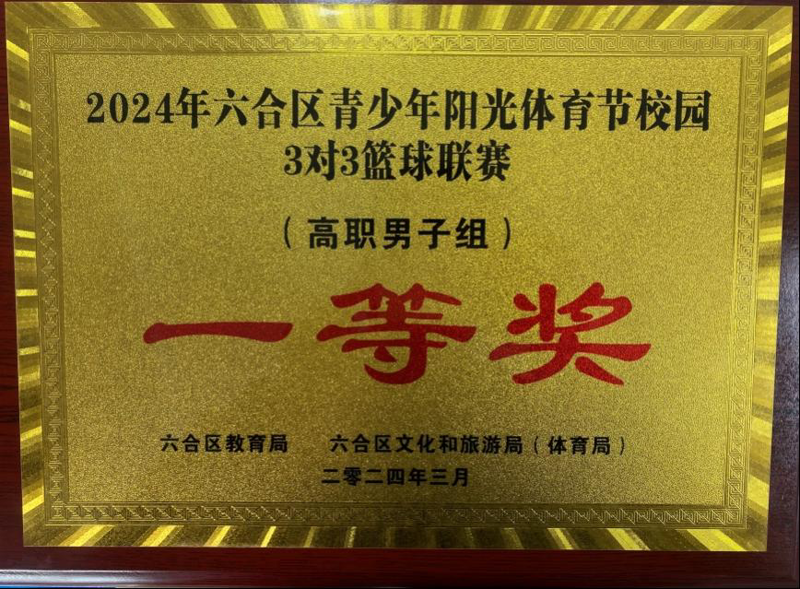 2024年六合区青少年阳光体育节校园
3对3篮球联赛
（高职男子组）
一等奖
六合区教育局 六合区文化和旅游局（体育局）
二零二四年三月